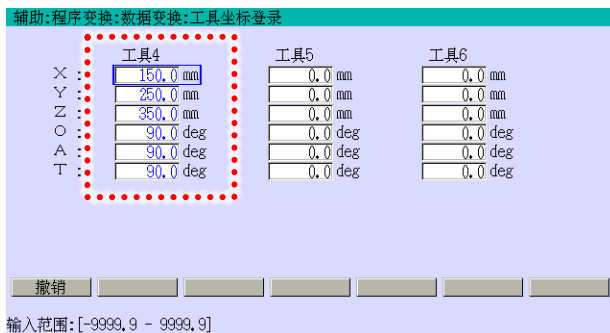 辅助:程序变换:数据变换:工具坐标登录
工具4 工具5 工具6
X : 150.0 mm 0.0 mm 0.0 mm
Y : 250.0 mm 0.0 mm 0.0 mm
Z : 350.0 mm 0.0 mm 0.0 mm
O : 90.0 deg 0.0 deg 0.0 deg
A : 90.0 deg 0.0 deg 0.0 deg
T : 90.0 deg 0.0 deg 0.0 deg
撤销
输入范围:[-9999.9 - 9999.9]